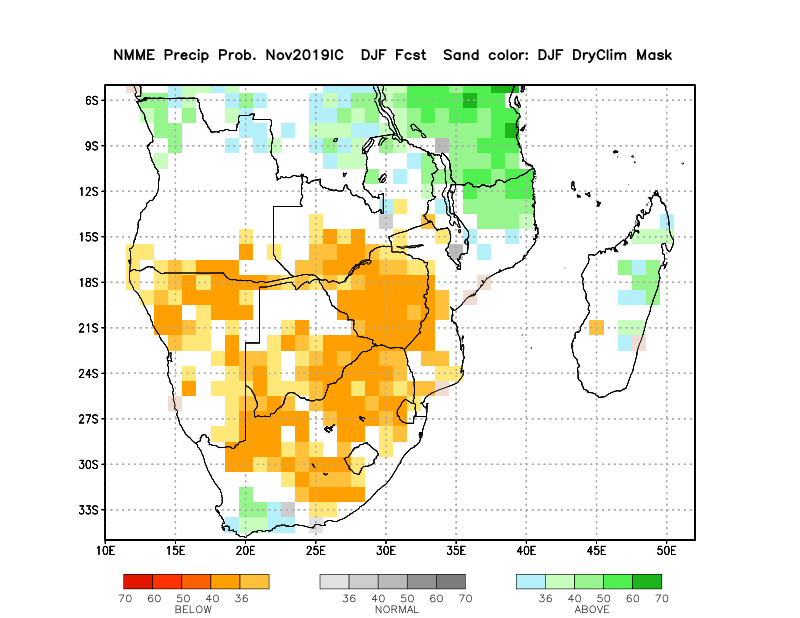 NMME Precip Prob. Nov2019IC DJF Fcst Sand color: DJF DryClim Mask
6S
9S
12S
15S
18S
21S
24S
27S
30S
33S
10E 15E 20E 25E 30E 35E 40E 45E 50E
70 60 50 40 36 36 40 50 60 70 36 40 50 60 70
BELOW NORMAL ABOVE